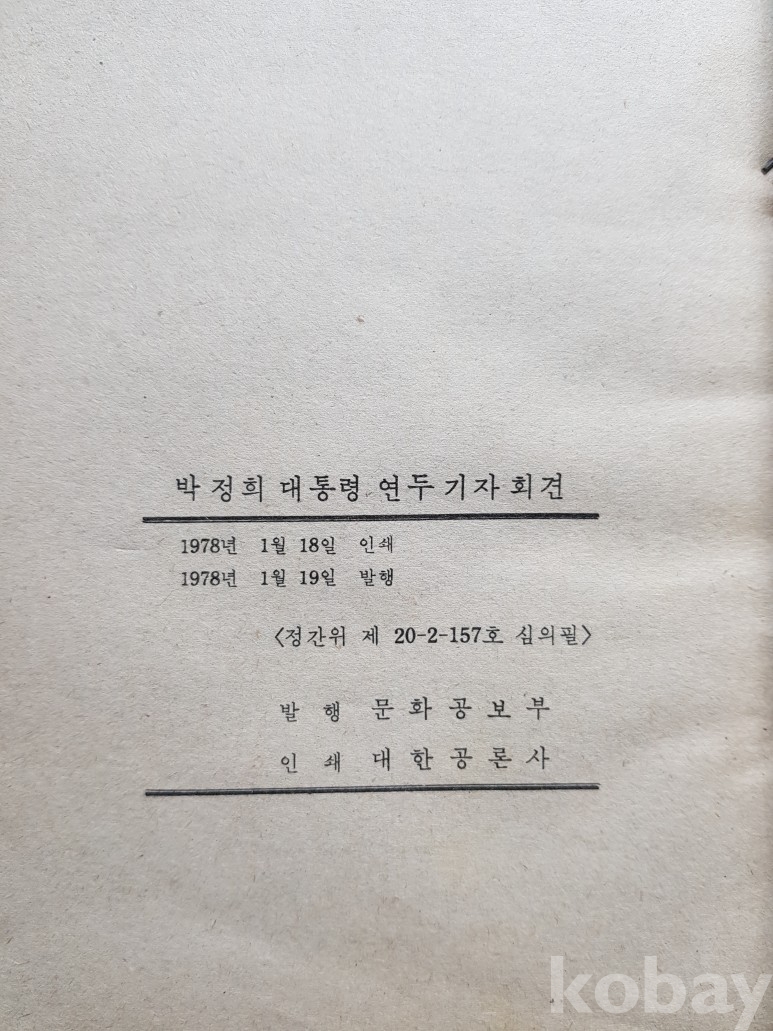 박정희 대통령 연두기자회견
1978년 1월 18일 인쇄
1978년 1월 19일 발행
<정간위 제 20-2-157호 심의필>
발 행 문 화 공 보 부
인 쇄 대 한 공 론 사
kobay